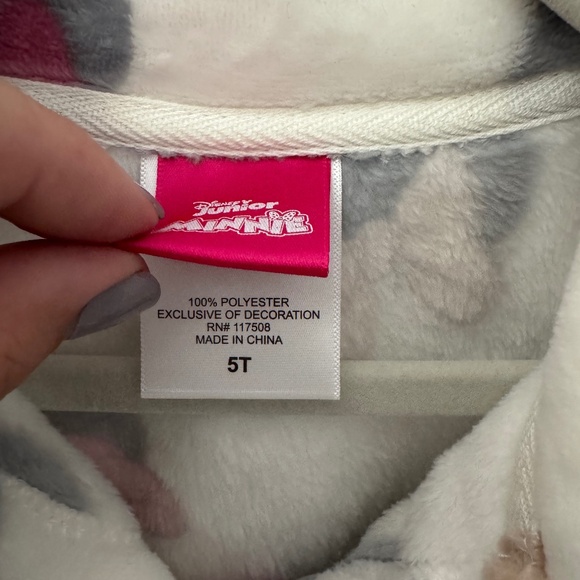 Disney
Junior
MINNIE
100% POLYESTER
EXCLUSIVE OF DECORATION
RN# 117508
MADE IN CHINA
5T